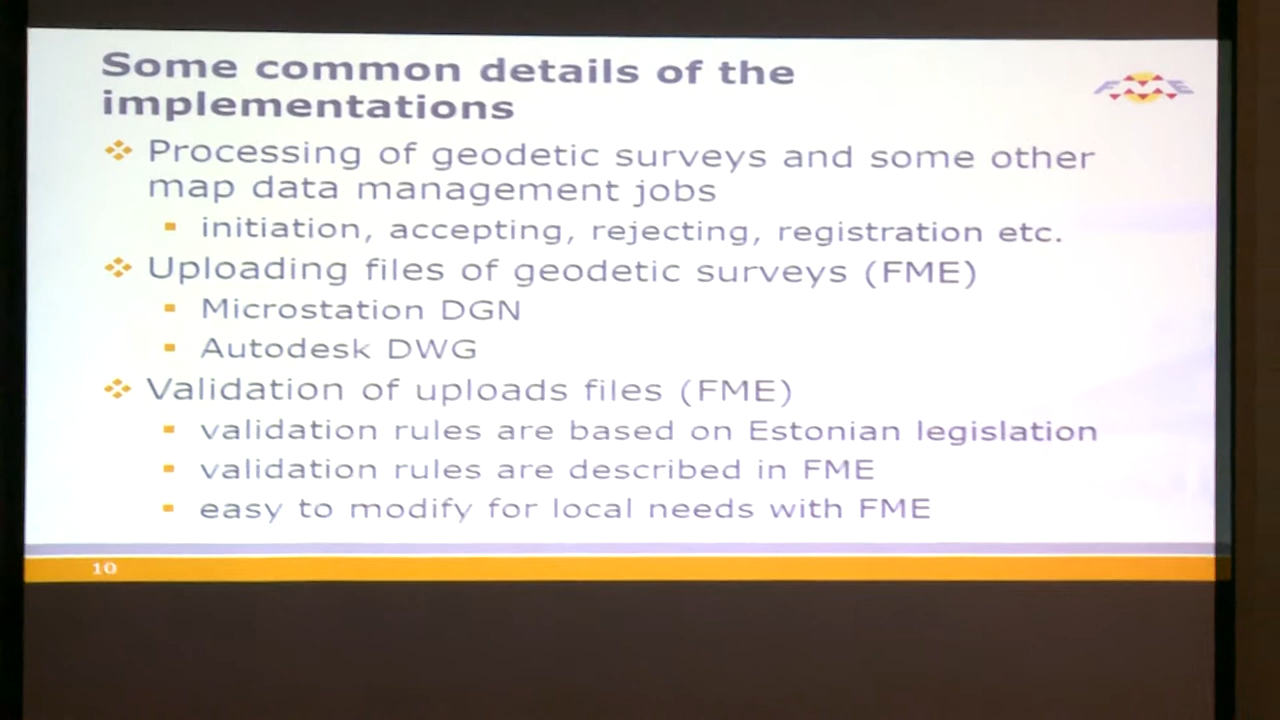 Some common details of the
implementations
FME
Processing of geodetic surveys and some other
map data management jobs
initiation, accepting, rejecting, registration etc.
Uploading files of geodetic surveys (FME)
Microstation DGN
Autodesk DWG
Validation of uploads files (FME)
validation rules are based on Estonian legislation
validation rules are described in FME
easy to modify for local needs with FME
10